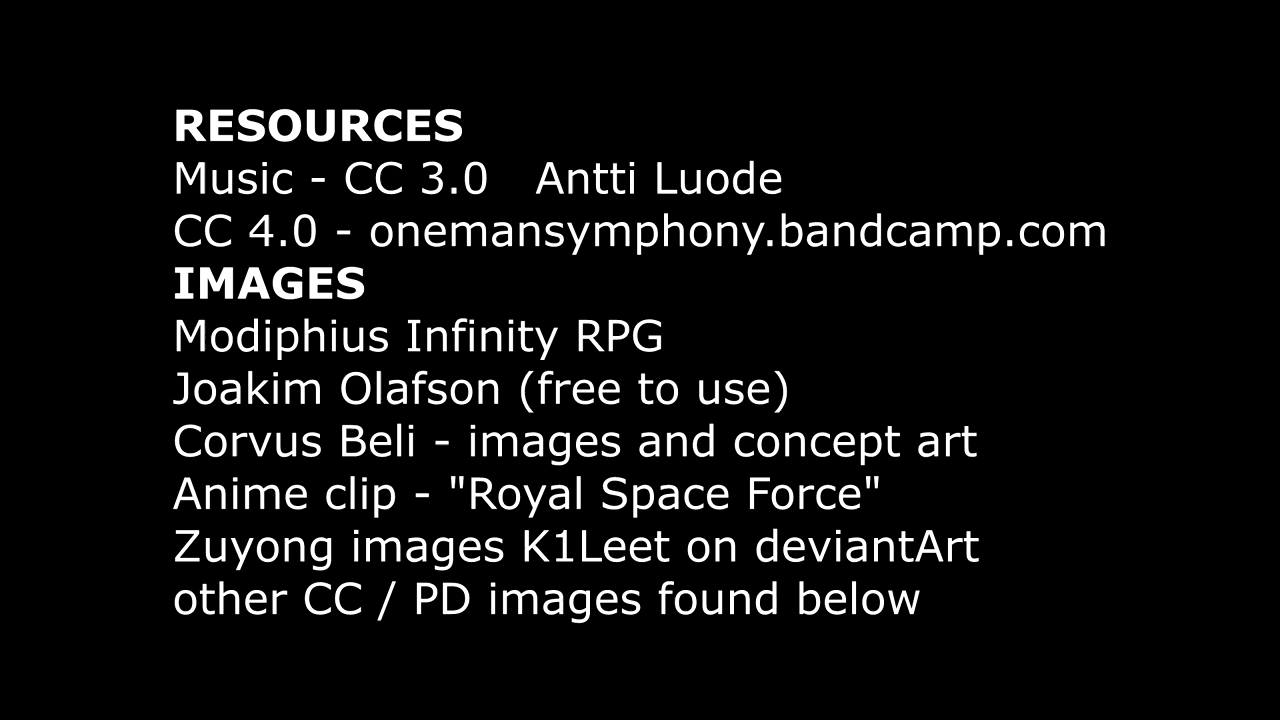 RESOURCES
Music - CC 3.0   Antti Luode
CC 4.0 - onemansymphony.bandcamp.com
IMAGES
Modiphius Infinity RPG
Joakim Olafson (free to use)
Corvus Beli - images and concept art
Anime clip - "Royal Space Force"
Zuyong images K1Leet on deviantArt
other CC / PD images found below